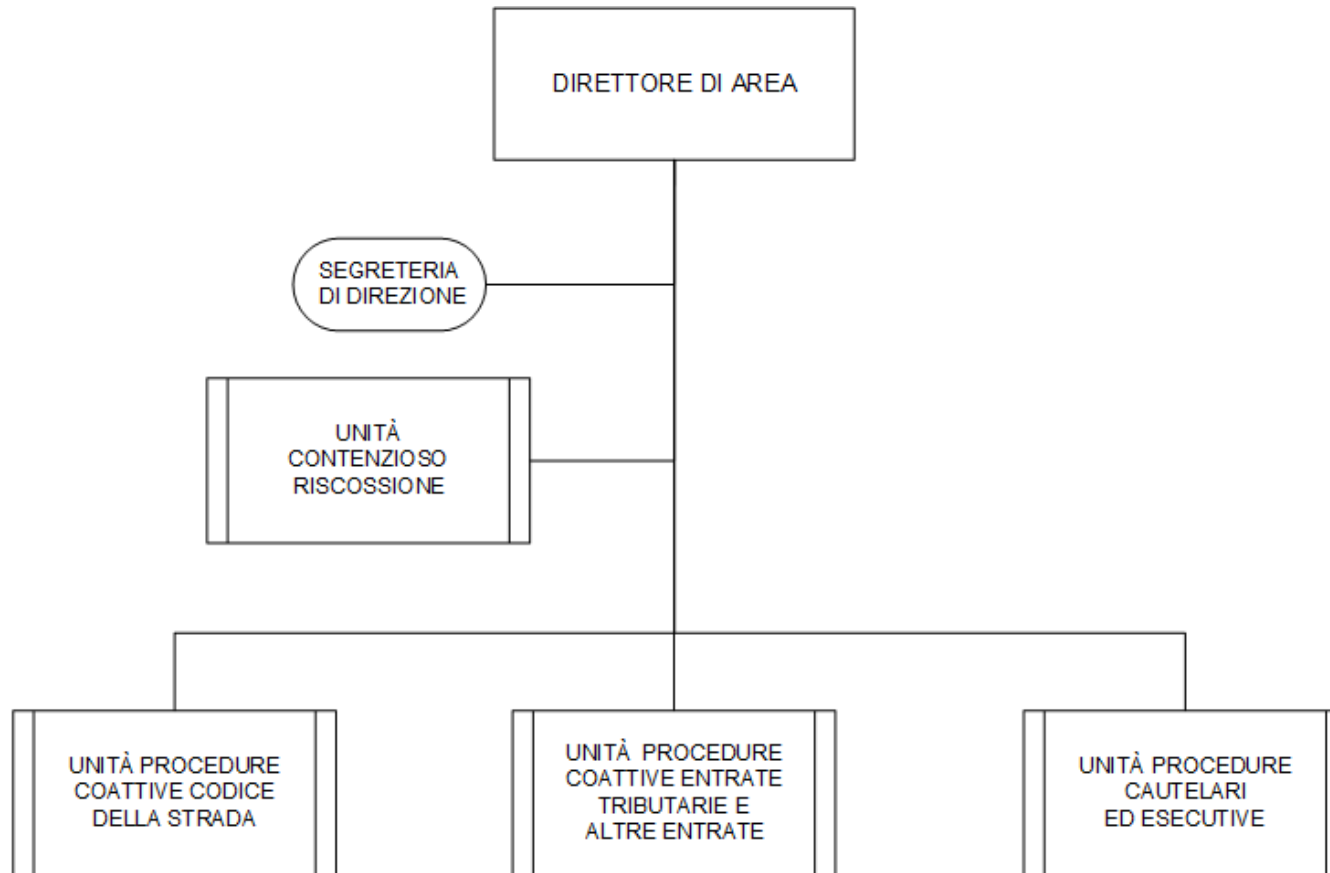 DIRETTORE DI AREA
SEGRETERIA
DI DIREZIONE
UNITÀ
CONTENZIOSO
RISCOSSIONE
UNITÀ PROCEDURE
COATTIVE CODICE
DELLA STRADA
UNITÀ PROCEDURE
COATTIVE ENTRATE
TRIBUTARIE E
ALTRE ENTRATE
UNITÀ PROCEDURE
CAUTELARI
ED ESECUTIVE